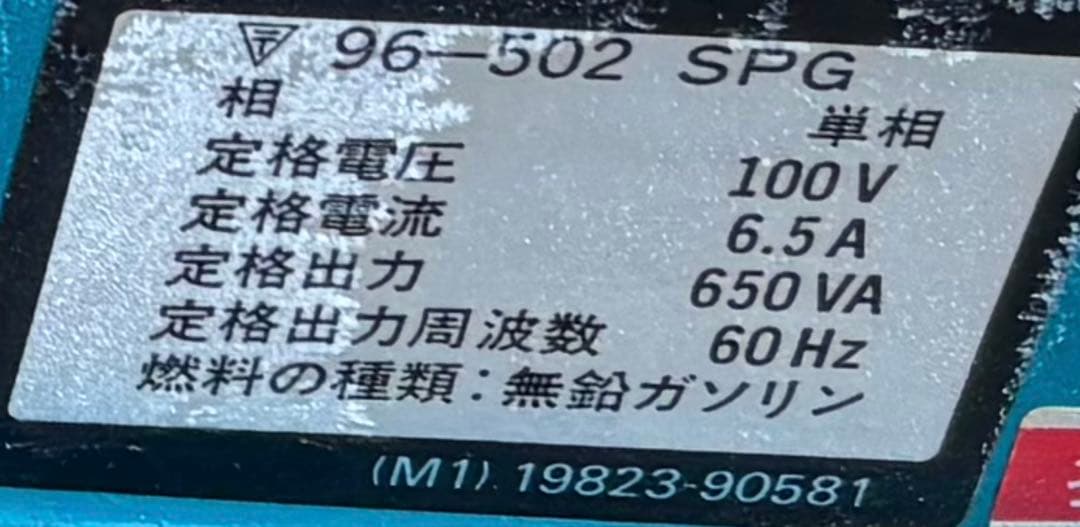 〒 96-502 SPG
相 単相
定格電圧 100V
定格電流 6.5A
定格出力 650VA
定格出力周波数 60Hz
燃料の種類：無鉛ガソリン
(M1) 19823-90581